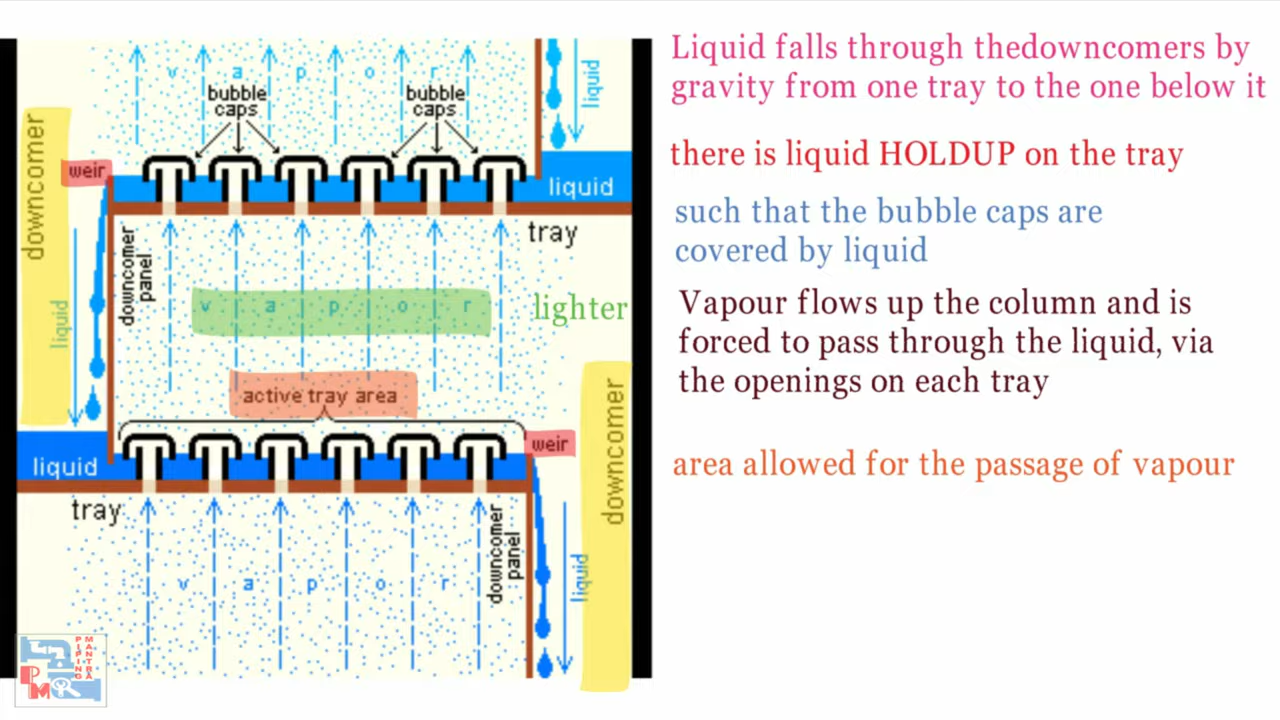 v a p o r
liquid
bubble
caps
bubble
caps
weir
liquid
downcomer
tray
downcomer
panel
liquid
v a p o r
lighter
active tray area
weir
liquid
downcomer
tray
downcomer
panel
v a p o r
liquid
Liquid falls through thedowncomers by
gravity from one tray to the one below it
there is liquid HOLDUP on the tray
such that the bubble caps are
covered by liquid
Vapour flows up the column and is
forced to pass through the liquid, via
the openings on each tray
area allowed for the passage of vapour
PIPING
MANTRA
PM